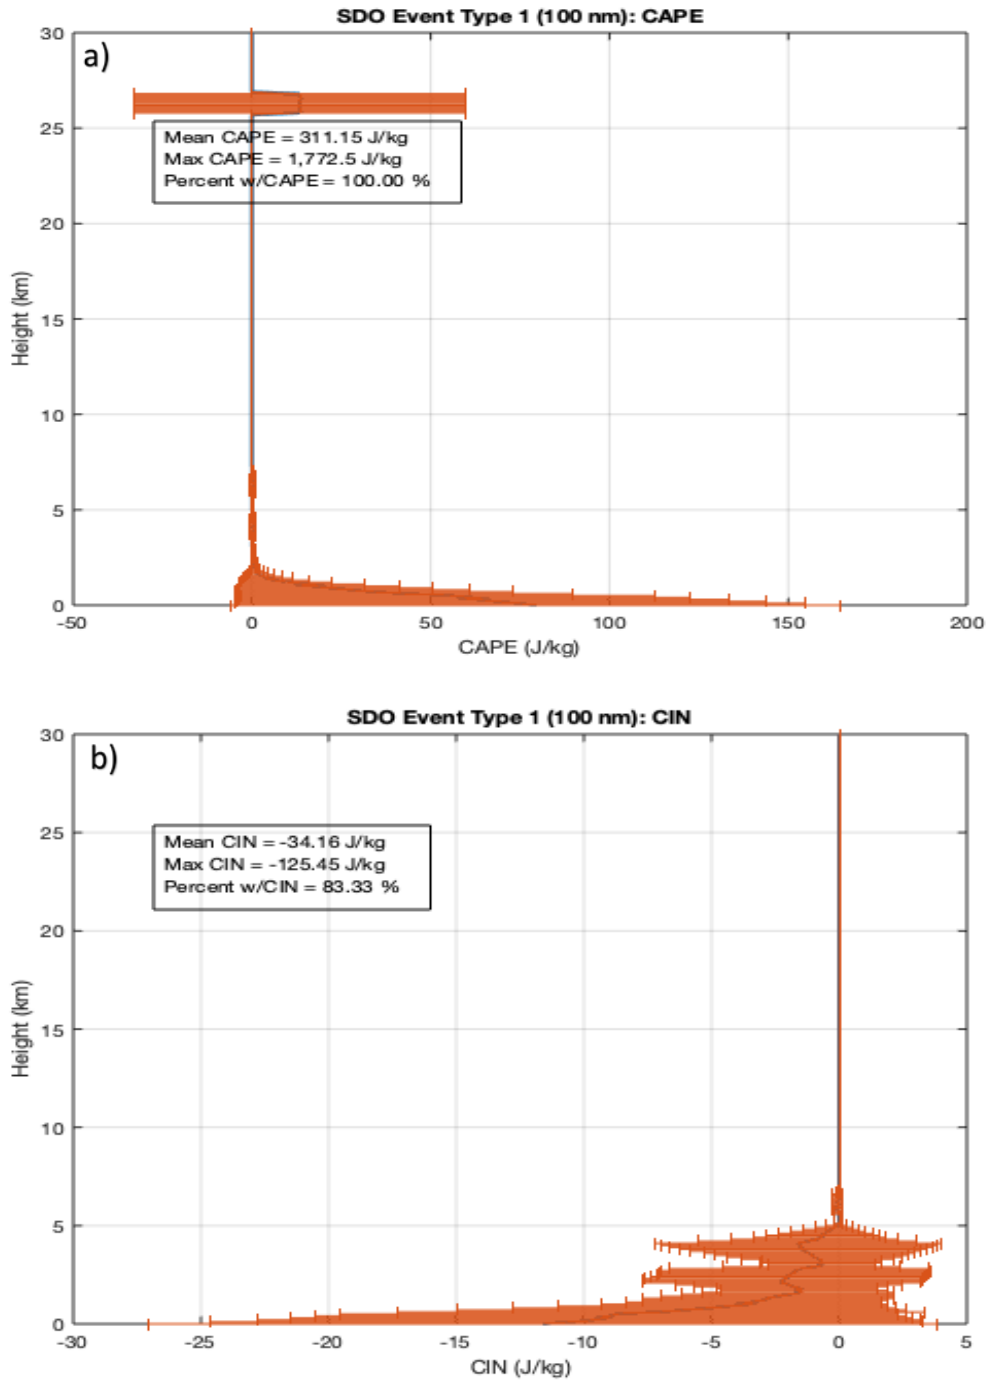 SDO Event Type 1 (100 nm): CAPE
a)
30
25
20
15
10
5
0
Height (km)
Mean CAPE = 311.15 J/kg
Max CAPE = 1,772.5 J/kg
Percent w/CAPE = 100.00 %
-50
0
50
100
150
200
CAPE (J/kg)
SDO Event Type 1 (100 nm): CIN
b)
30
25
20
15
10
5
0
Height (km)
Mean CIN = -34.16 J/kg
Max CIN = -125.45 J/kg
Percent w/CIN = 83.33 %
-30
-25
-20
-15
-10
-5
0
5
CIN (J/kg)